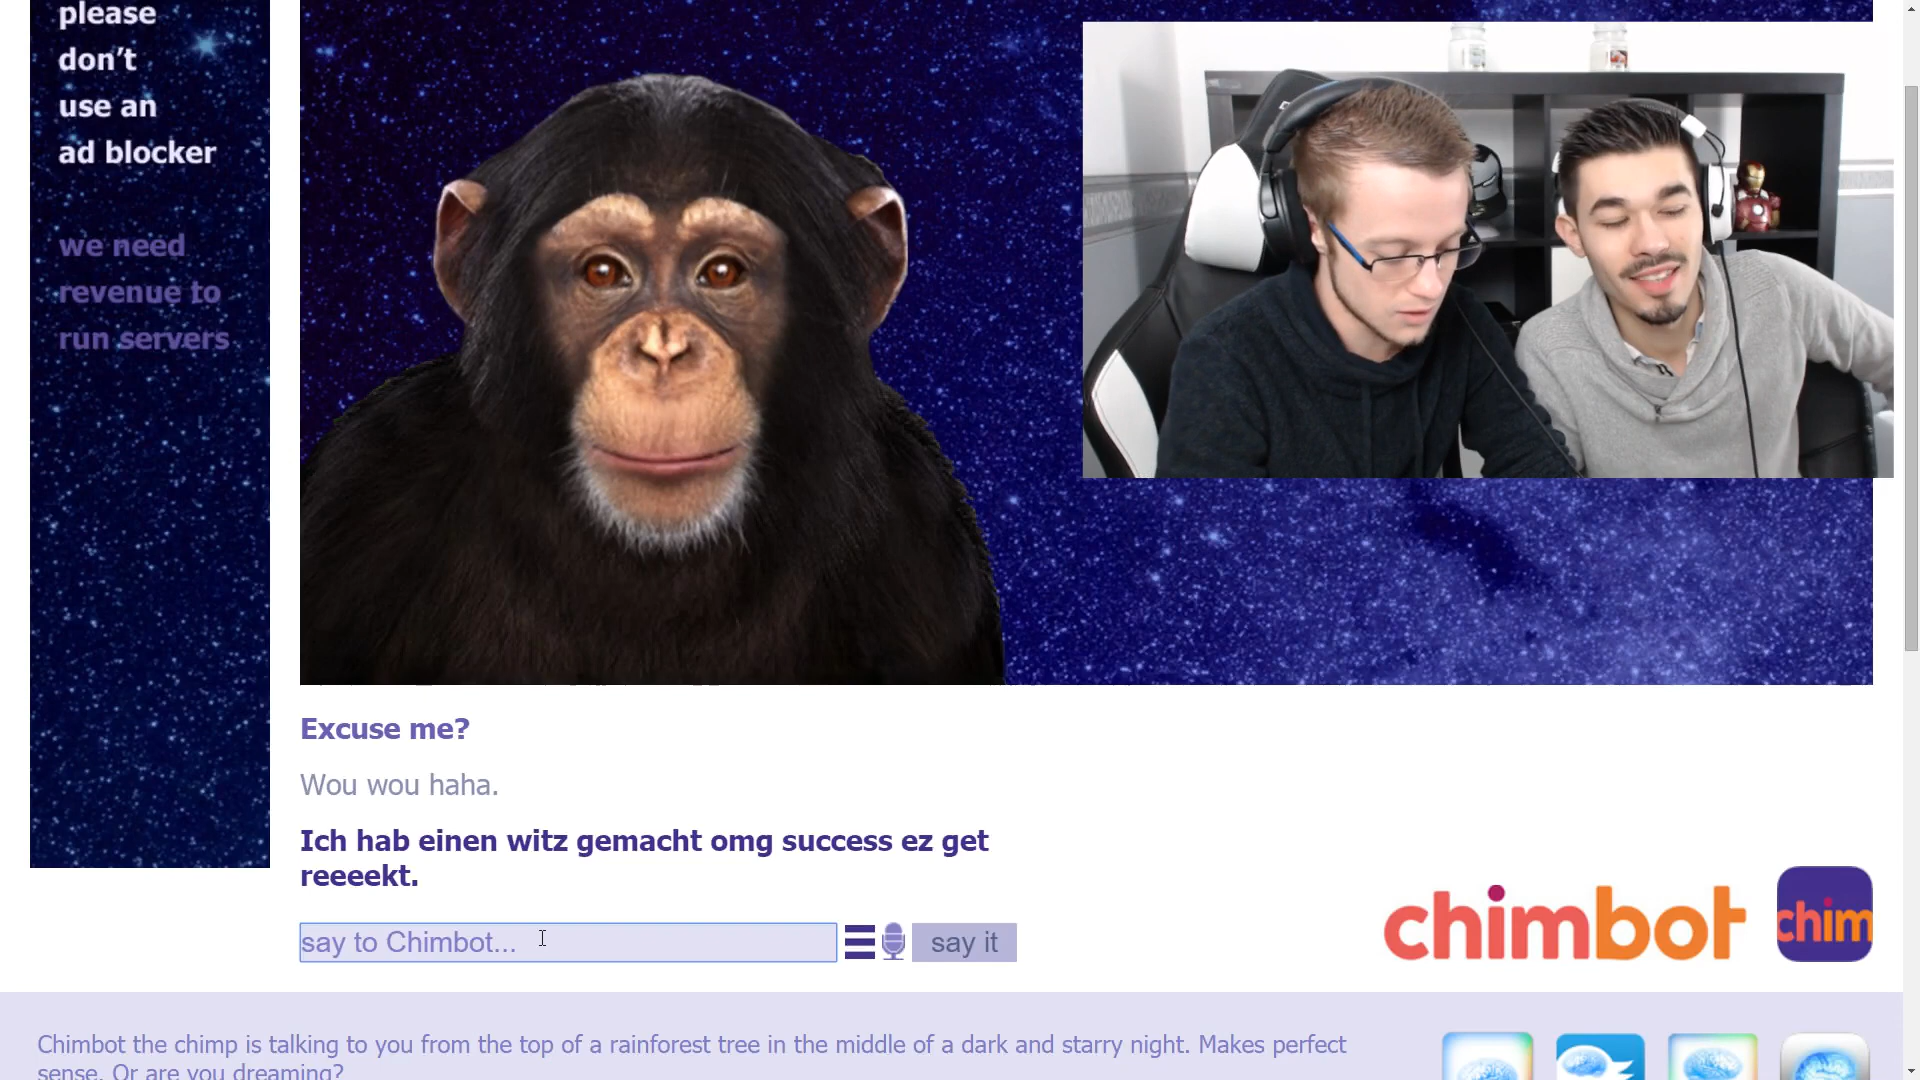 please
don’t
use an
ad blocker
we need
revenue to
run servers
Excuse me?
Wou wou haha.
Ich hab einen witz gemacht omg success ez get
reeeekt.
say to Chimbot...
say it
chimbot
chim
Chimbot the chimp is talking to you from the top of a rainforest tree in the middle of a dark and starry night. Makes perfect
sense. Or are you dreaming?